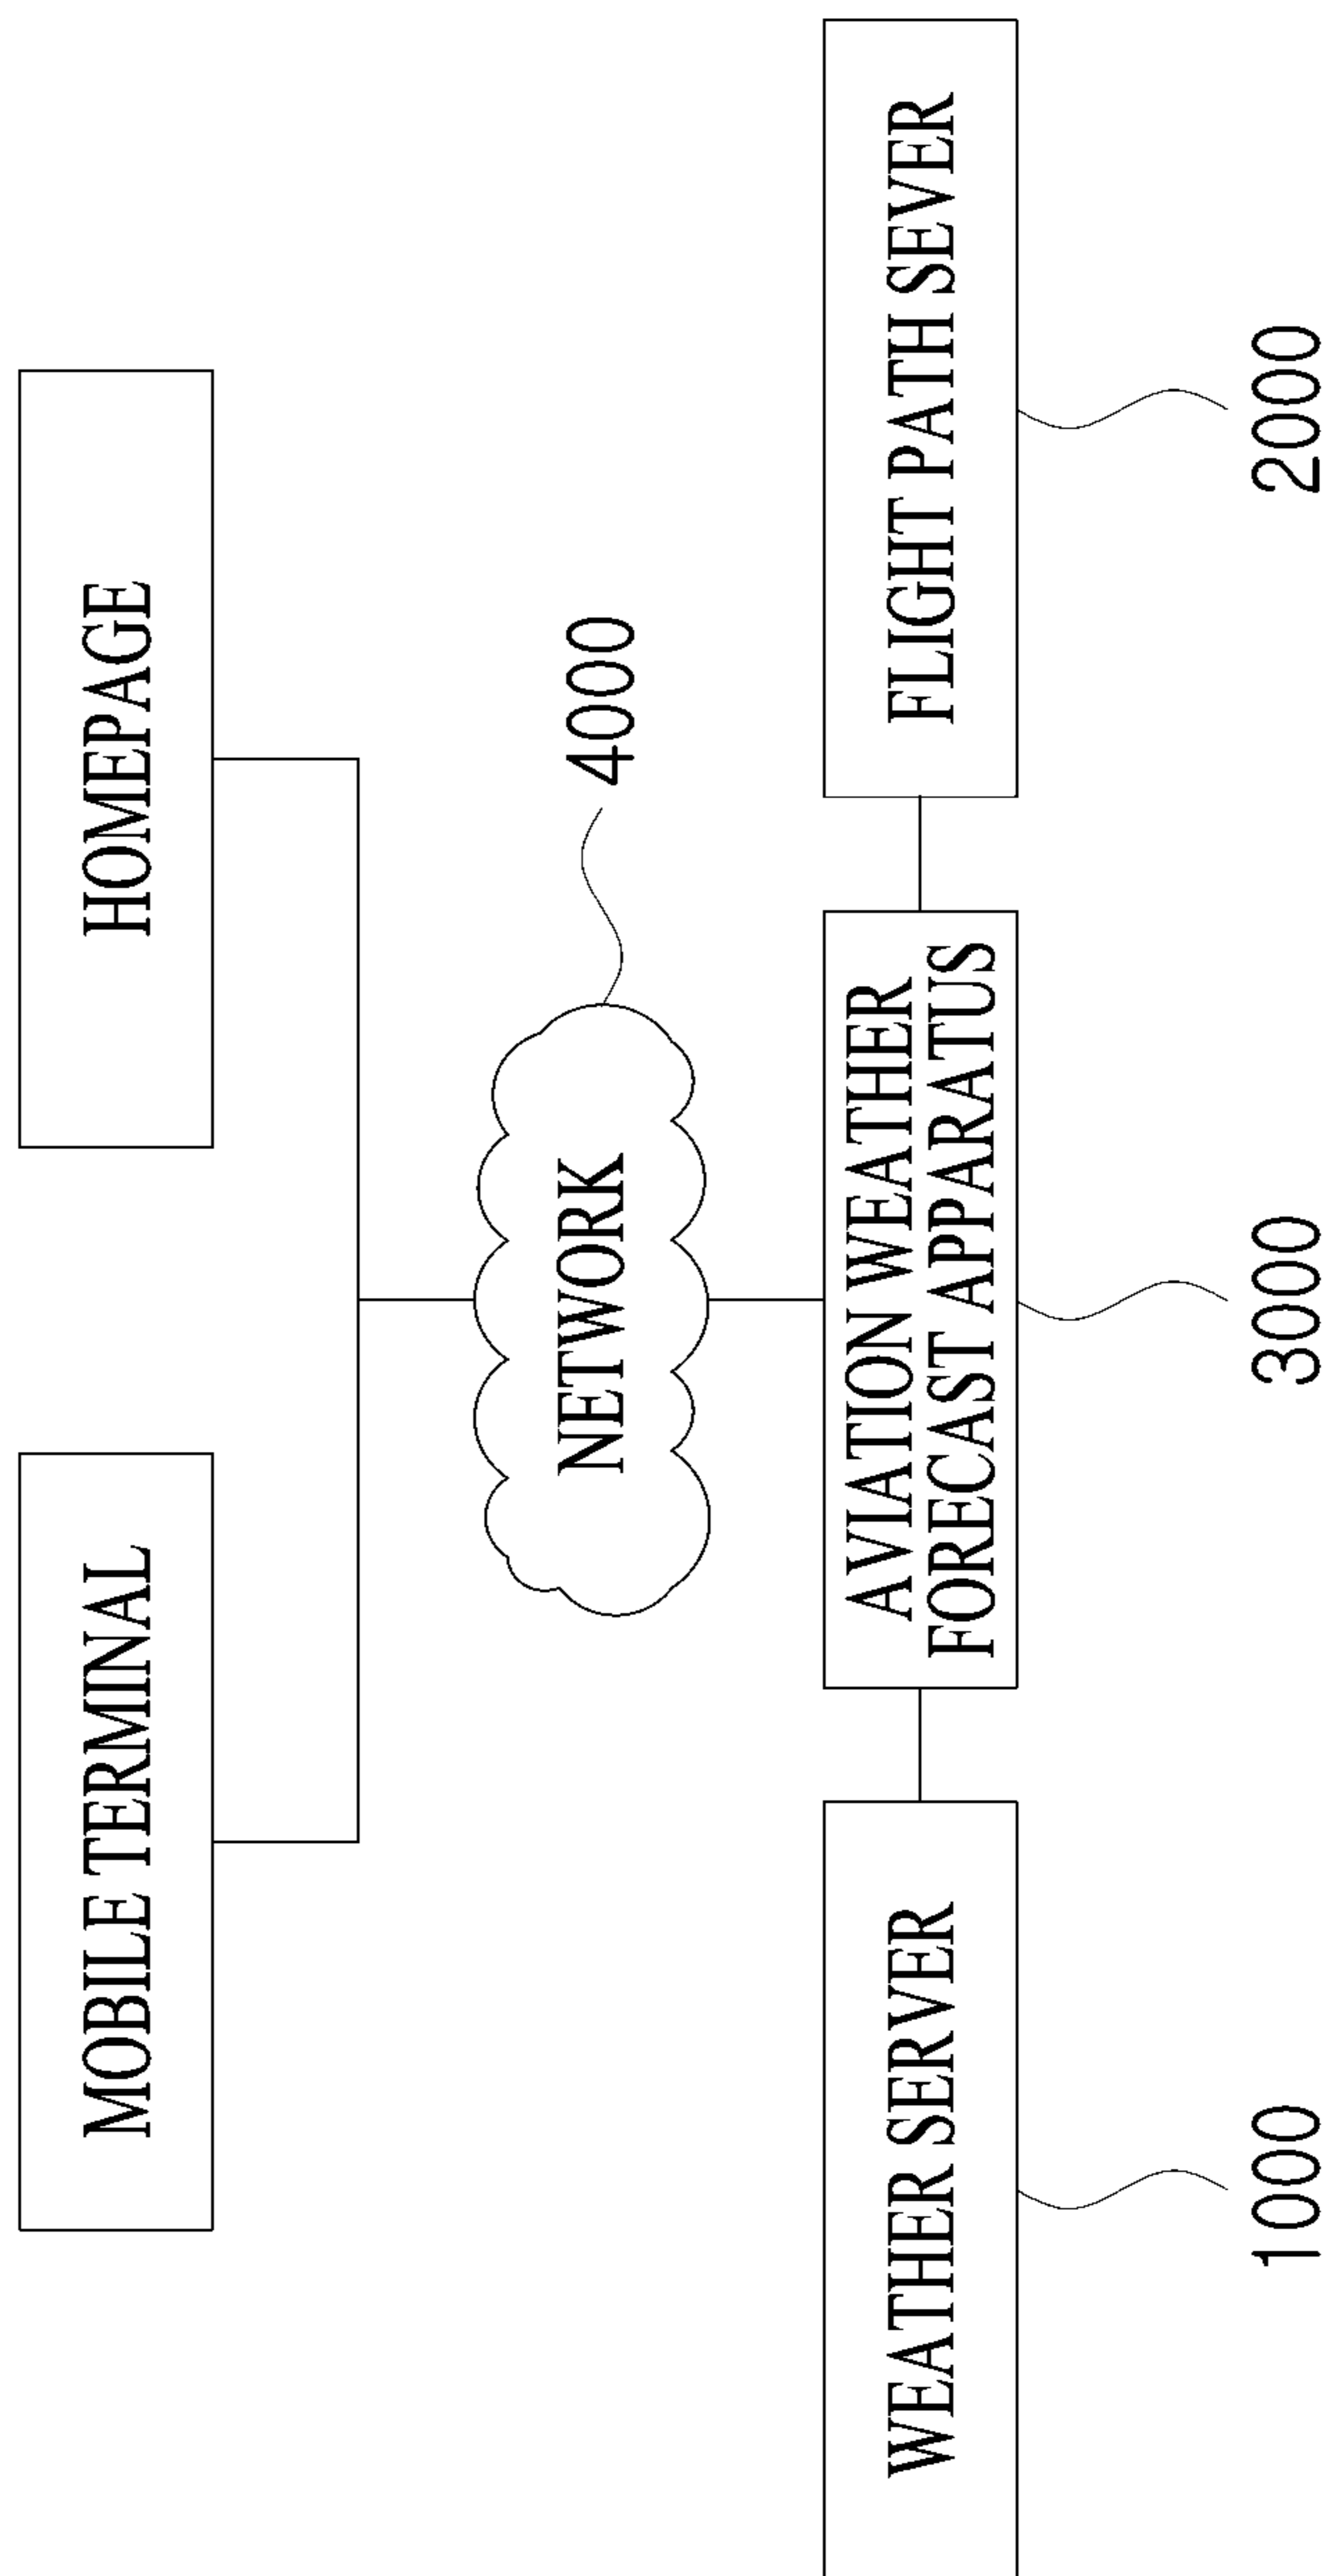 MOBILE TERMINAL
HOMEPAGE
NETWORK
4000
WEATHER SERVER
AVIATION WEATHER
FORECAST APPARATUS
FLIGHT PATH SEVER
1000
3000
2000